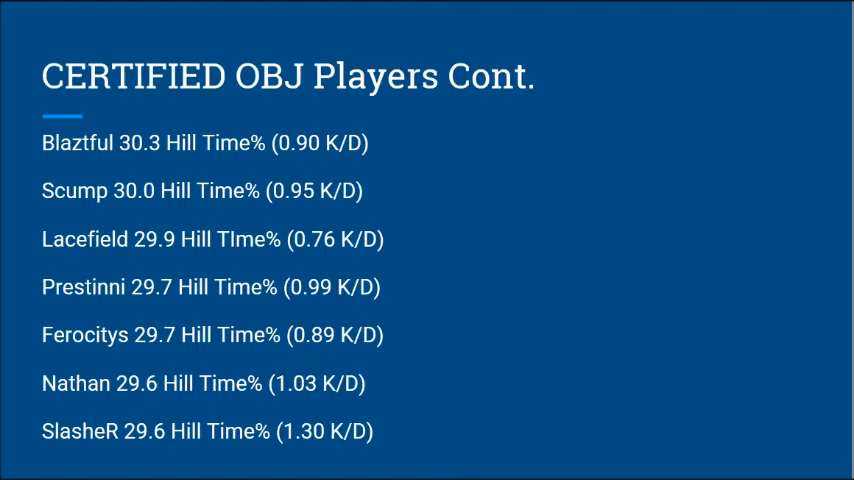 CERTIFIED OBJ Players Cont.
Blaztful 30.3 Hill Time% (0.90 K/D)
Scump 30.0 Hill Time% (0.95 K/D)
Lacefield 29.9 Hill TIme% (0.76 K/D)
Prestinni 29.7 Hill Time% (0.99 K/D)
Ferocitys 29.7 Hill Time% (0.89 K/D)
Nathan 29.6 Hill Time% (1.03 K/D)
SlasheR 29.6 Hill Time% (1.30 K/D)